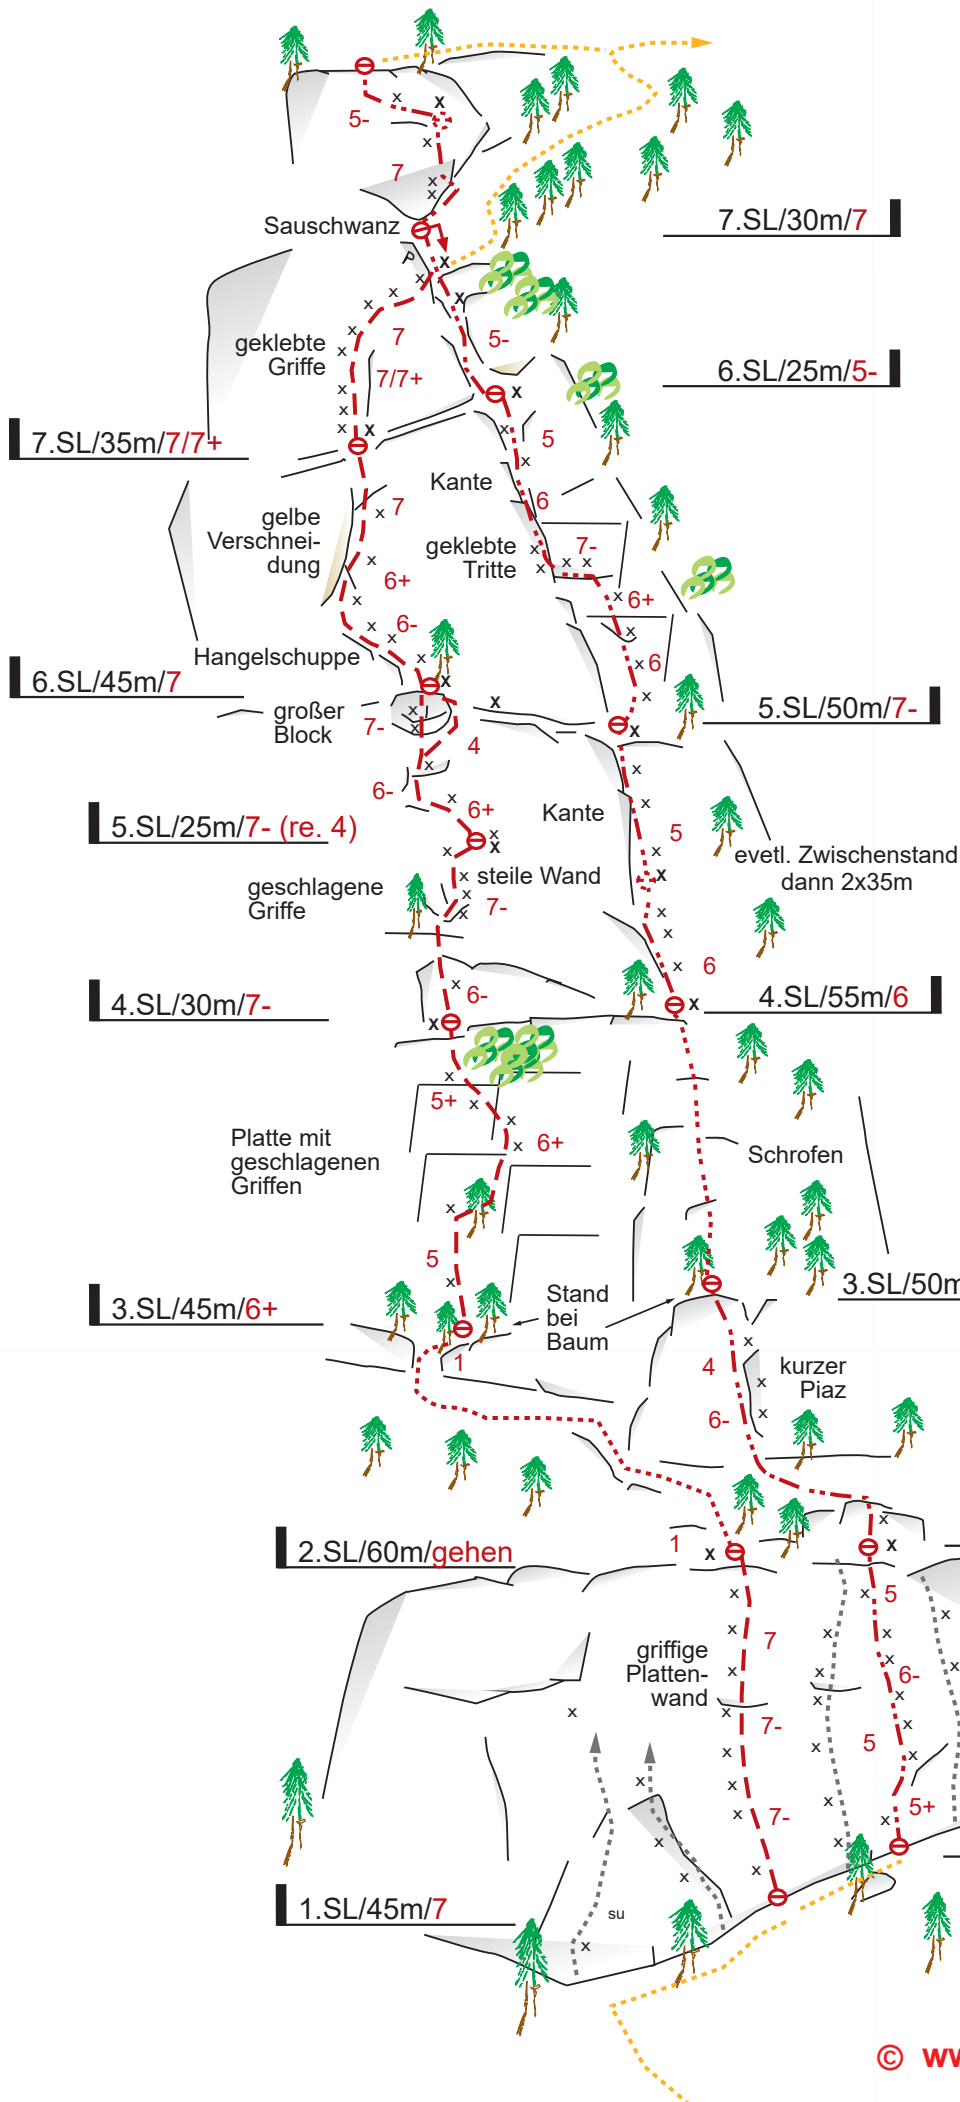 5-
7
Sauschwanz
7.SL/30m/7
P
geklebte
Griffe
7
5-
7/7+
6.SL/25m/5-
7.SL/35m/7/7+
5
Kante
6
7
gelbe
Verschnei-
dung
geklebte
Tritte
7-
6+
6+
6-
6
Hangelschuppe
6.SL/45m/7
großer
Block
7-
4
5.SL/50m/7-
6-
6+
Kante
5
5.SL/25m/7- (re. 4)
evetl. Zwischenstand
dann 2x35m
geschlagene
Griffe
steile Wand
7-
6
4.SL/30m/7-
6-
4.SL/55m/6
5+
6+
Platte mit
geschlagenen
Griffen
Schrofen
5
3.SL/45m/6+
Stand
bei
Baum
3.SL/50m
1
4
kurzer
Piaz
6-
2.SL/60m/gehen
1
5
7
griffige
Platten-
wand
6-
7-
5
7-
5+
1.SL/45m/7
su
© ww